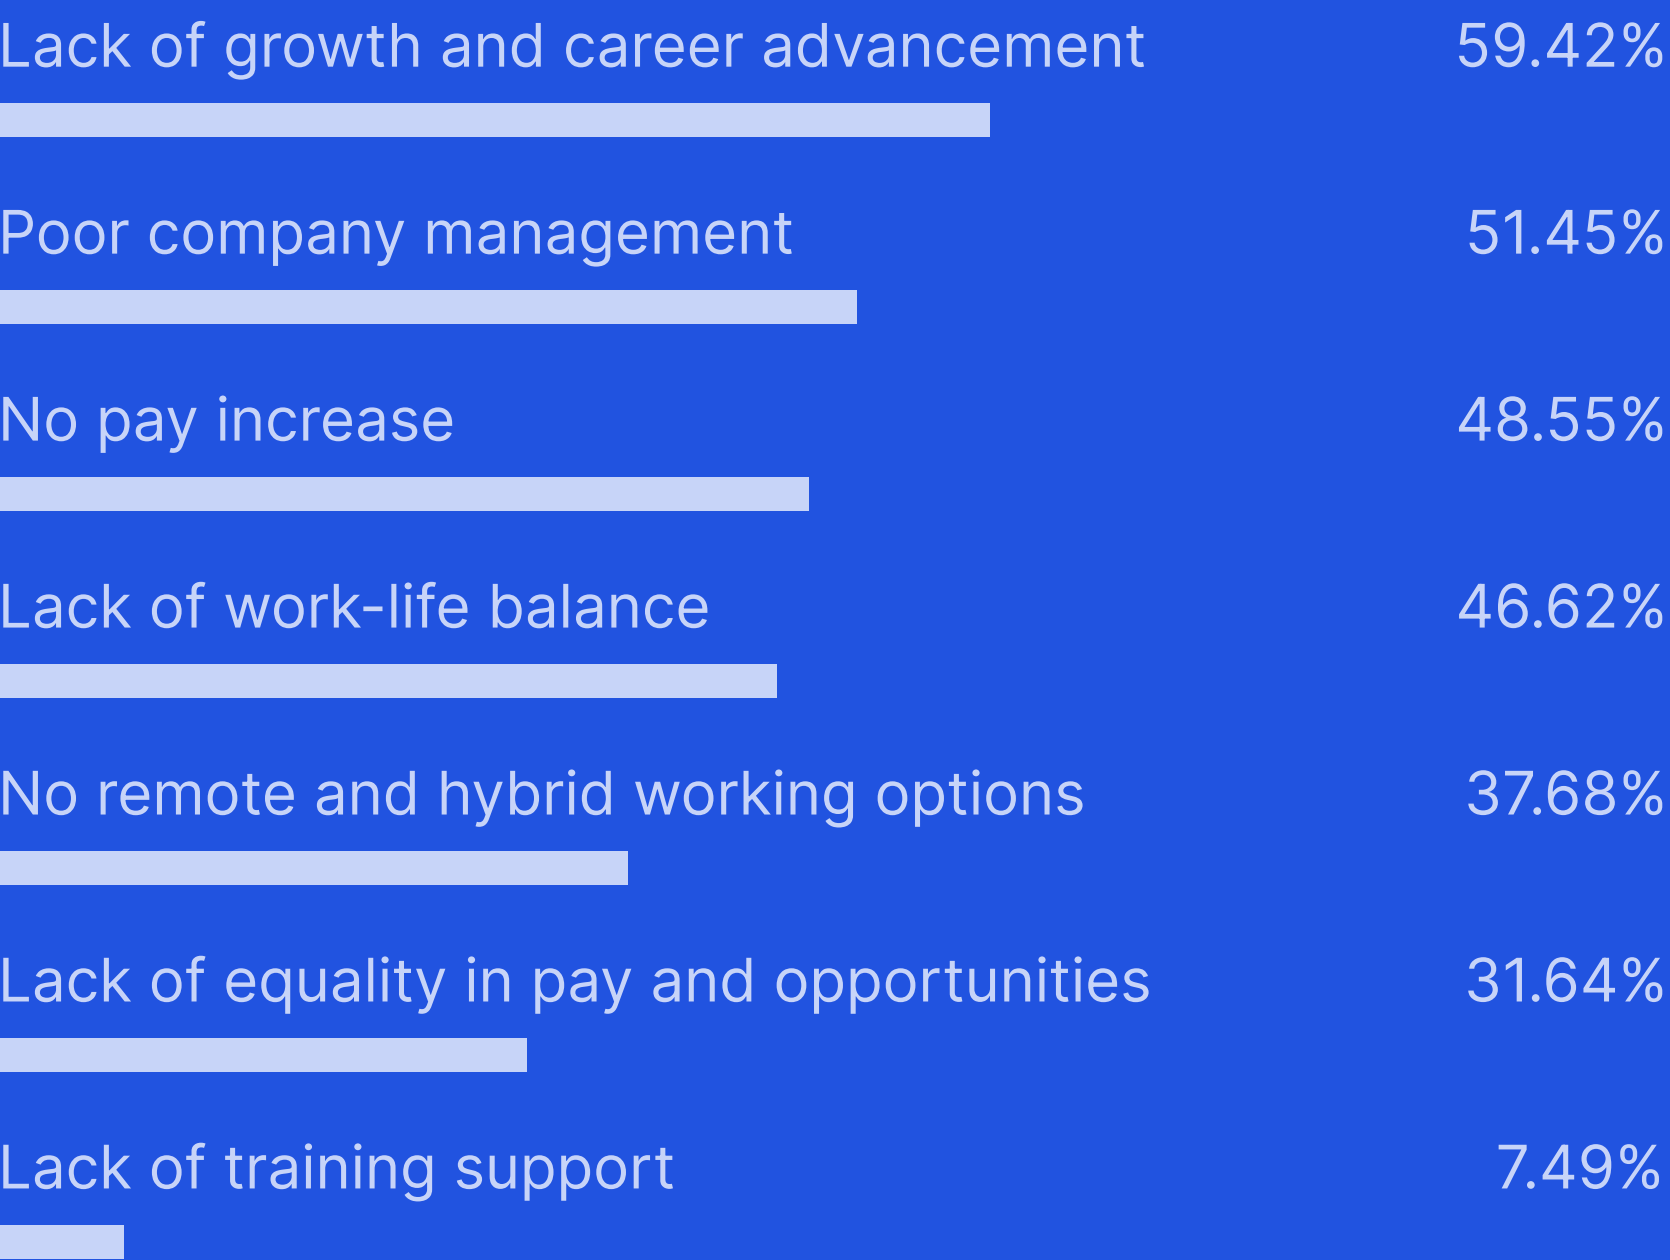 Lack of growth and career advancement 59.42%
Poor company management 51.45%
No pay increase 48.55%
Lack of work-life balance 46.62%
No remote and hybrid working options 37.68%
Lack of equality in pay and opportunities 31.64%
Lack of training support 7.49%